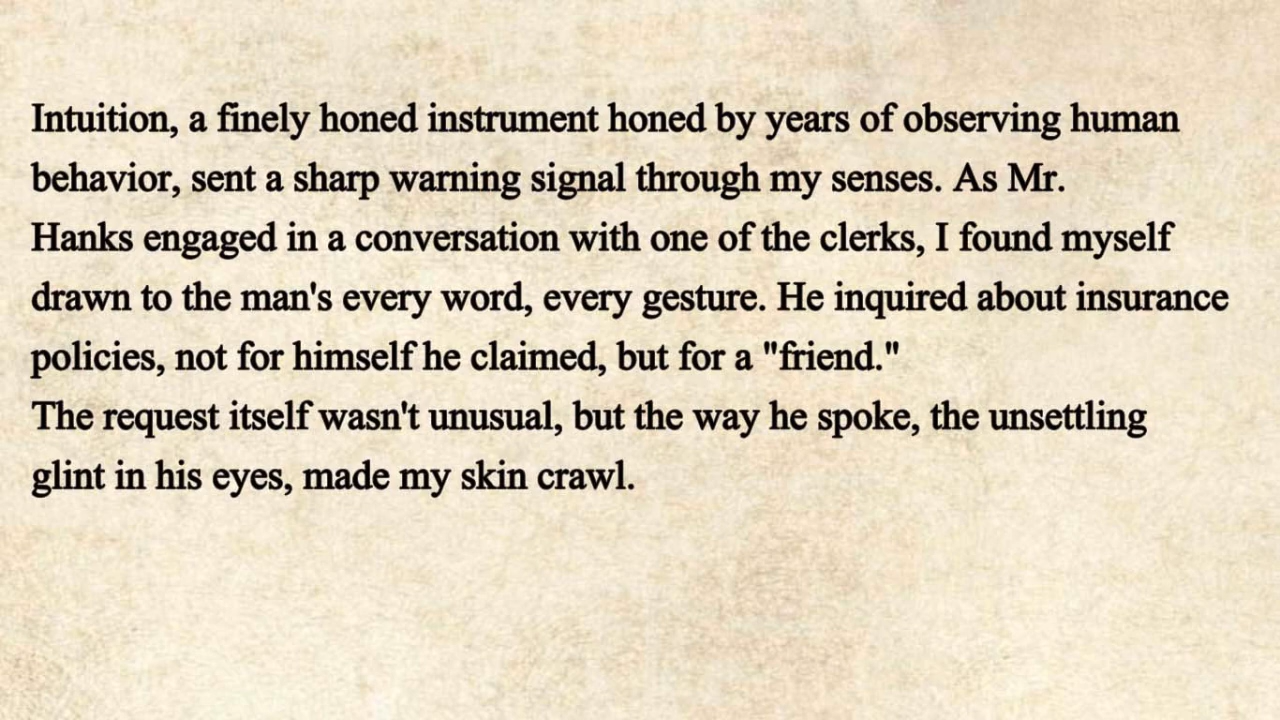 Intuition, a finely honed instrument honed by years of observing human
behavior, sent a sharp warning signal through my senses. As Mr.
Hanks engaged in a conversation with one of the clerks, I found myself
drawn to the man's every word, every gesture. He inquired about insurance
policies, not for himself he claimed, but for a "friend."
The request itself wasn't unusual, but the way he spoke, the unsettling
glint in his eyes, made my skin crawl.